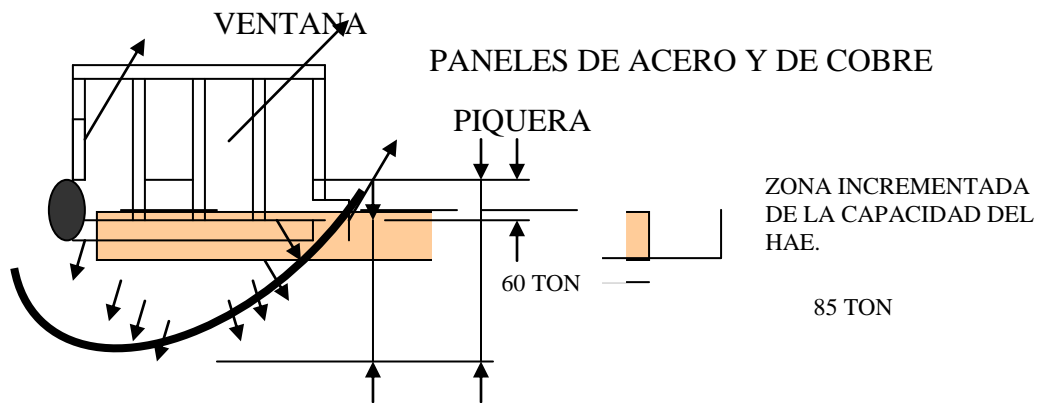 VENTANA
PANELES DE ACERO Y DE COBRE
PIQUERA
ZONA INCREMENTADA
DE LA CAPACIDAD DEL
HAE.
60 TON
85 TON